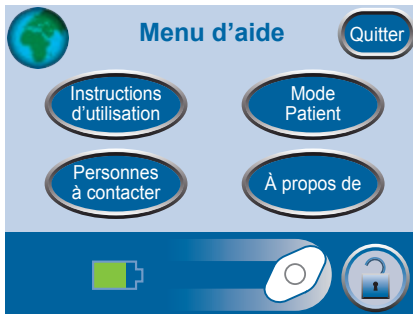 Menu d'aide
Quitter
Instructions
d'utilisation
Mode
Patient
Personnes
à contacter
À propos de